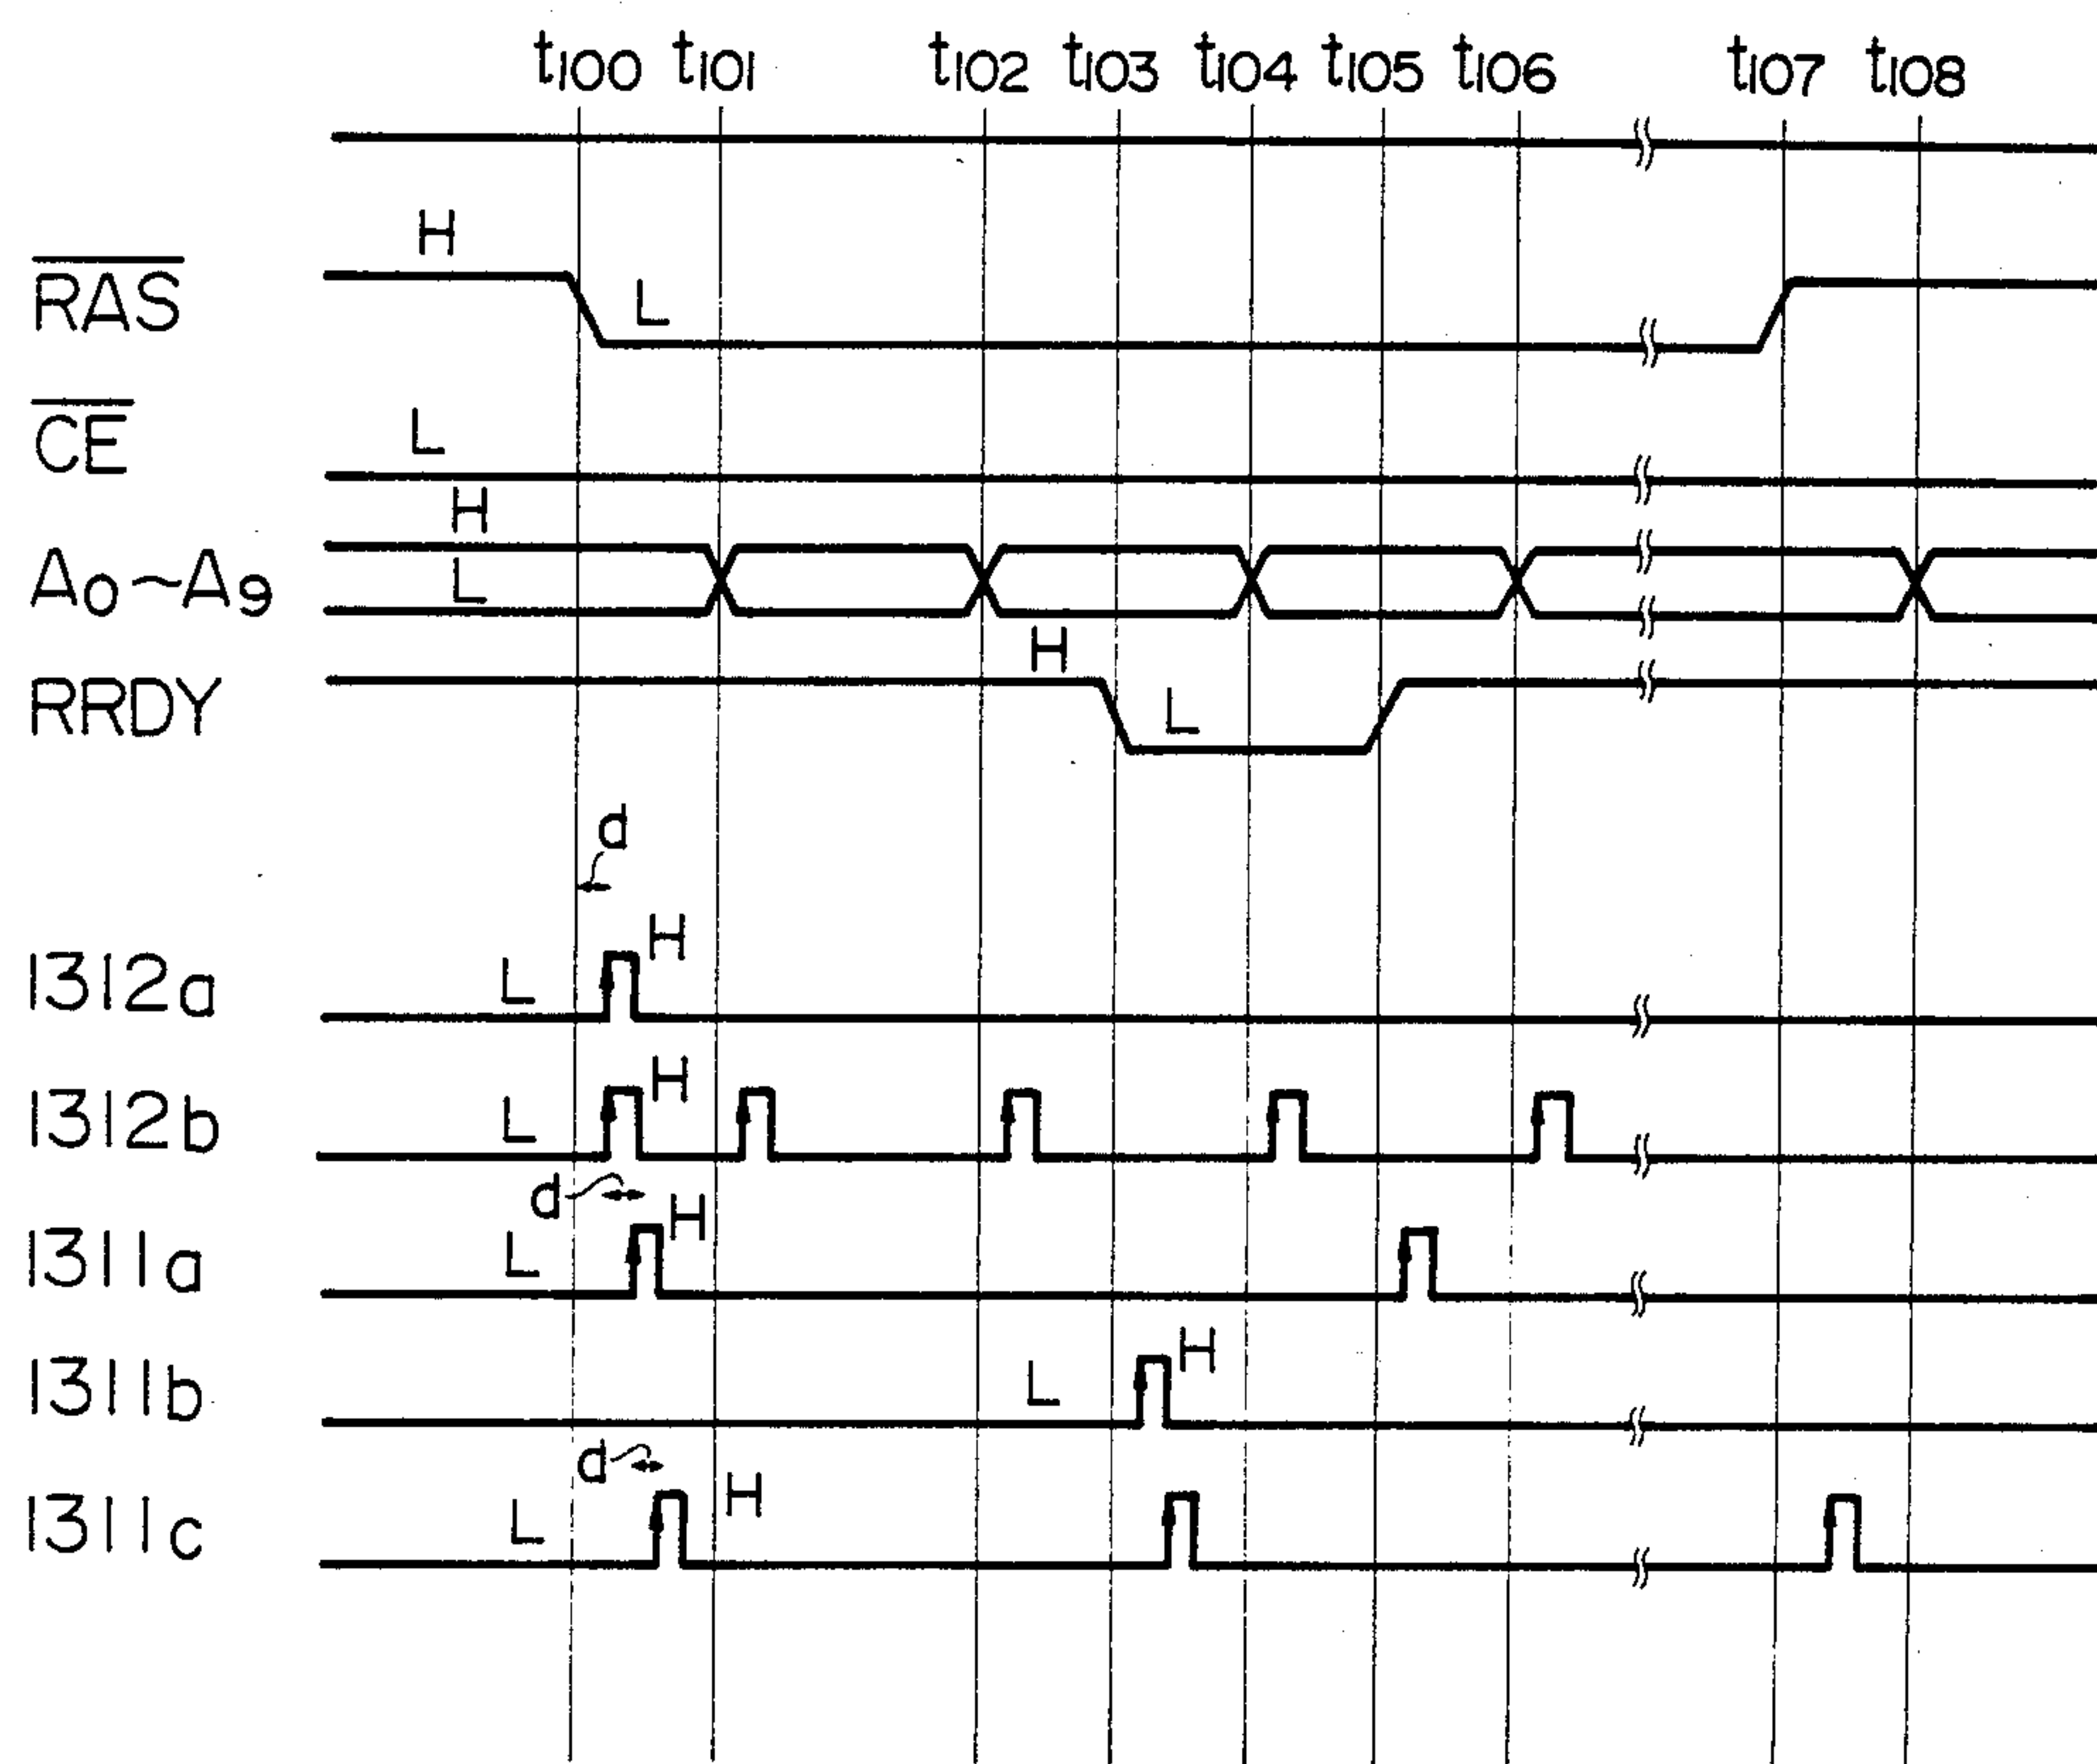 t100 t101 t102 t103 t104 t105 t106 t107 t108
H
RAS L
CE L
H
A0~A9 L
H
RRDY L
d
H
1312a L
H
1312b L
d H
1311a L
H
1311b L
d H
1311c L